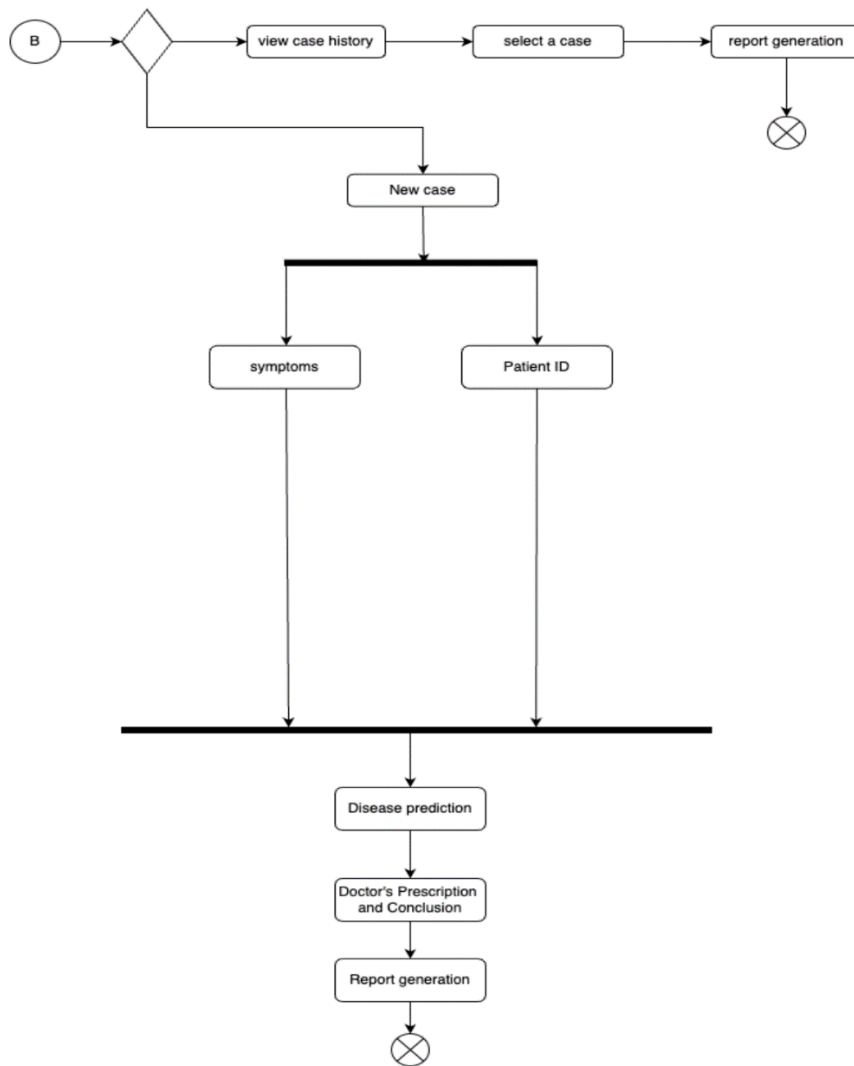 B
view case history
select a case
report generation
New case
symptoms
Patient ID
Disease prediction
Doctor's Prescription
and Conclusion
Report generation